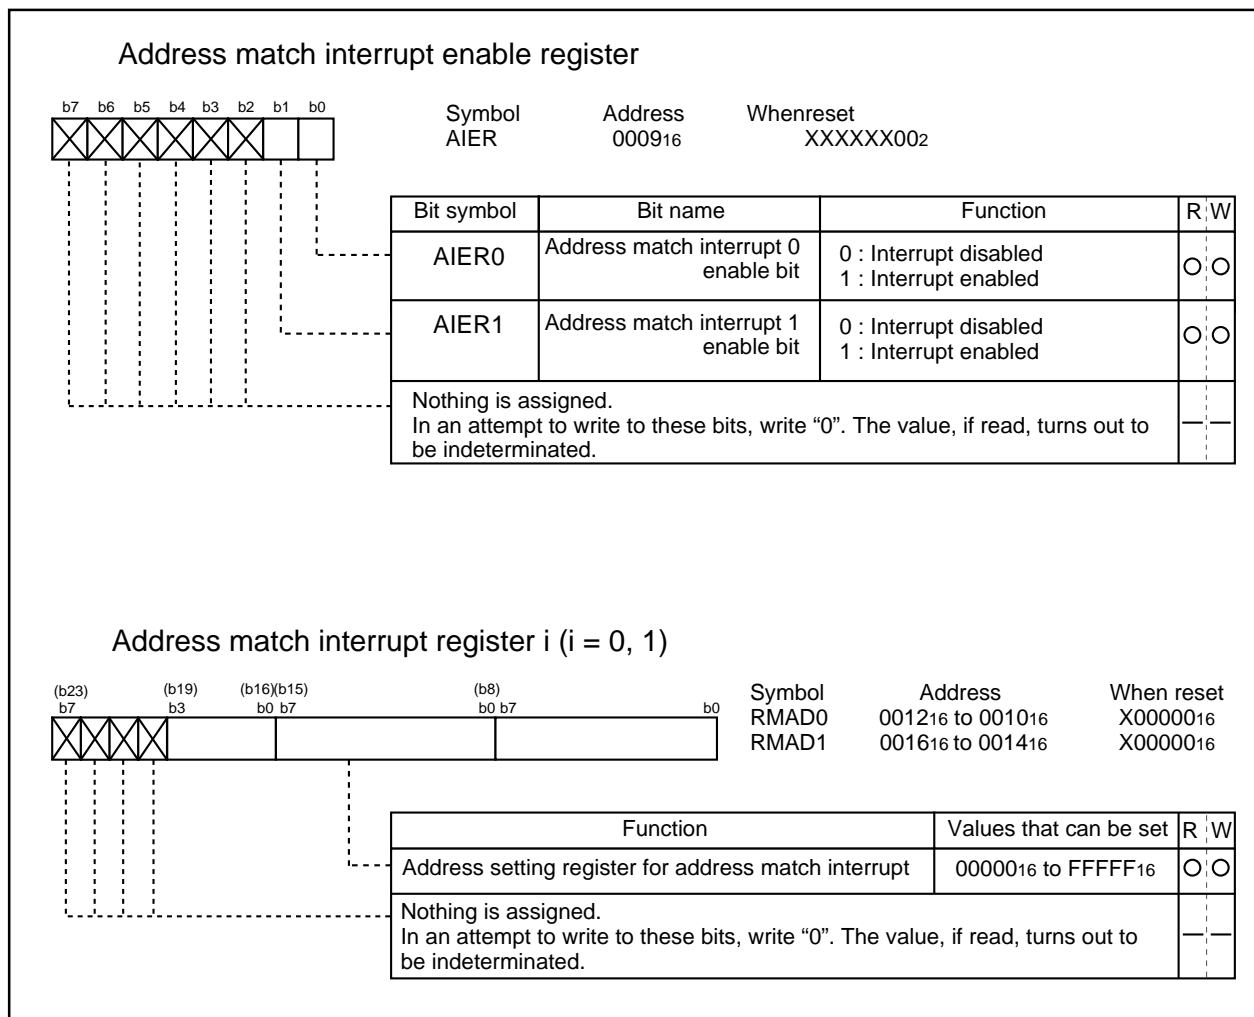 Address match interrupt enable register
b7 b6 b5 b4 b3 b2 b1 b0
Symbol Address Whenreset
AIER 000916 XXXXXX002
Bit symbol Bit name Function R W
AIER0 Address match interrupt 0 enable bit 0 : Interrupt disabled
1 : Interrupt enabled
AIER1 Address match interrupt 1 enable bit 0 : Interrupt disabled
1 : Interrupt enabled
Nothing is assigned.
In an attempt to write to these bits, write “0”. The value, if read, turns out to
be indeterminated.
Address match interrupt register i (i = 0, 1)
(b23) (b19) (b16)(b15) (b8)
b7 b3 b0 b7 b0 b7 b0
Symbol Address When reset
RMAD0 001216 to 001016 X0000016
RMAD1 001616 to 001416 X0000016
Function Values that can be set R W
Address setting register for address match interrupt 0000016 to FFFFF16
Nothing is assigned.
In an attempt to write to these bits, write “0”. The value, if read, turns out to
be indeterminated.